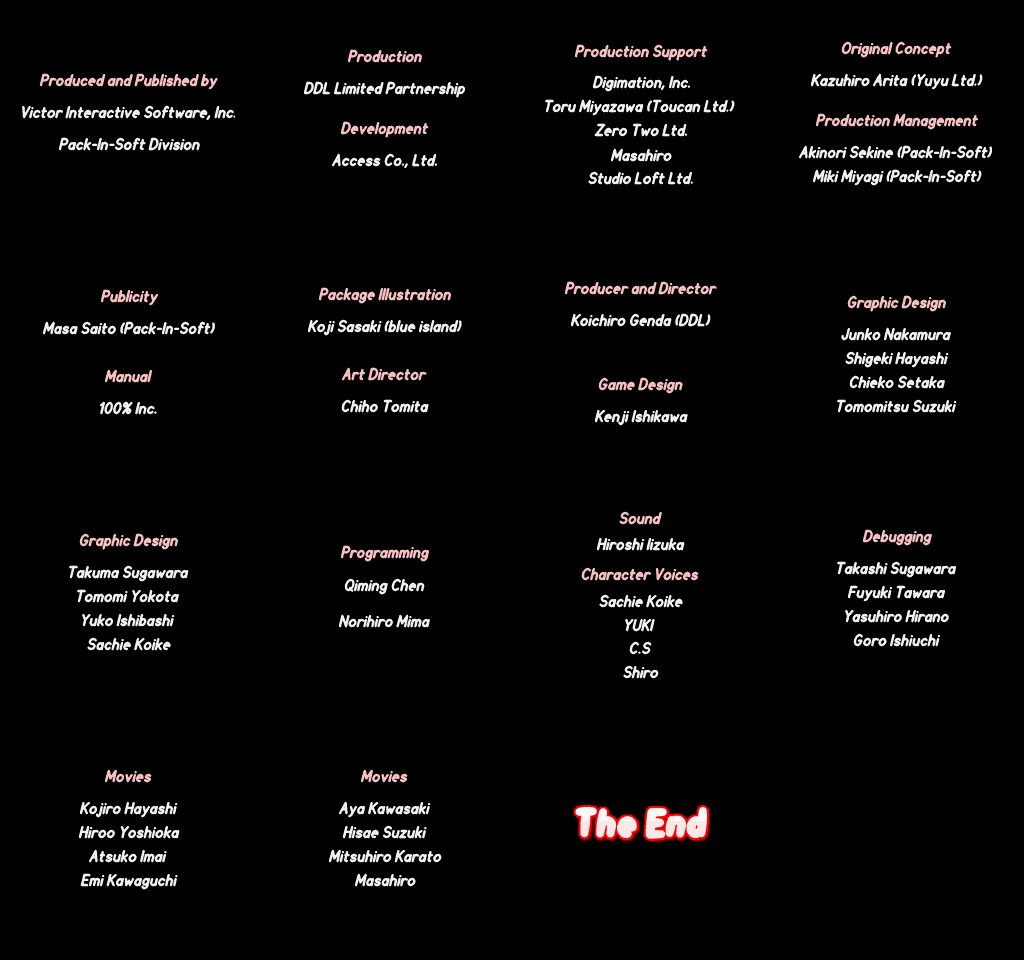 Produced and Published by
Victor Interactive Software, Inc.
Pack-In-Soft Division
Production
DDL Limited Partnership
Development
Access Co., Ltd.
Production Support
Digimation, Inc.
Toru Miyazawa (Toucan Ltd.)
Zero Two Ltd.
Masahiro
Studio Loft Ltd.
Original Concept
Kazuhiro Arita (Yuyu Ltd.)
Production Management
Akinori Sekine (Pack-In-Soft)
Miki Miyagi (Pack-In-Soft)
Publicity
Masa Saito (Pack-In-Soft)
Manual
100% Inc.
Package Illustration
Koji Sasaki (blue island)
Art Director
Chiho Tomita
Producer and Director
Koichiro Genda (DDL)
Game Design
Kenji Ishikawa
Graphic Design
Junko Nakamura
Shigeki Hayashi
Chieko Setaka
Tomomitsu Suzuki
Graphic Design
Takuma Sugawara
Tomomi Yokota
Yuko Ishibashi
Sachie Koike
Programming
Qiming Chen
Norihiro Mima
Sound
Hiroshi Iizuka
Character Voices
Sachie Koike
YUKI
C.S
Shiro
Debugging
Takashi Sugawara
Fuyuki Tawara
Yasuhiro Hirano
Goro Ishiuchi
Movies
Kojiro Hayashi
Hiroo Yoshioka
Atsuko Imai
Emi Kawaguchi
Movies
Aya Kawasaki
Hisae Suzuki
Mitsuhiro Karato
Masahiro
The End